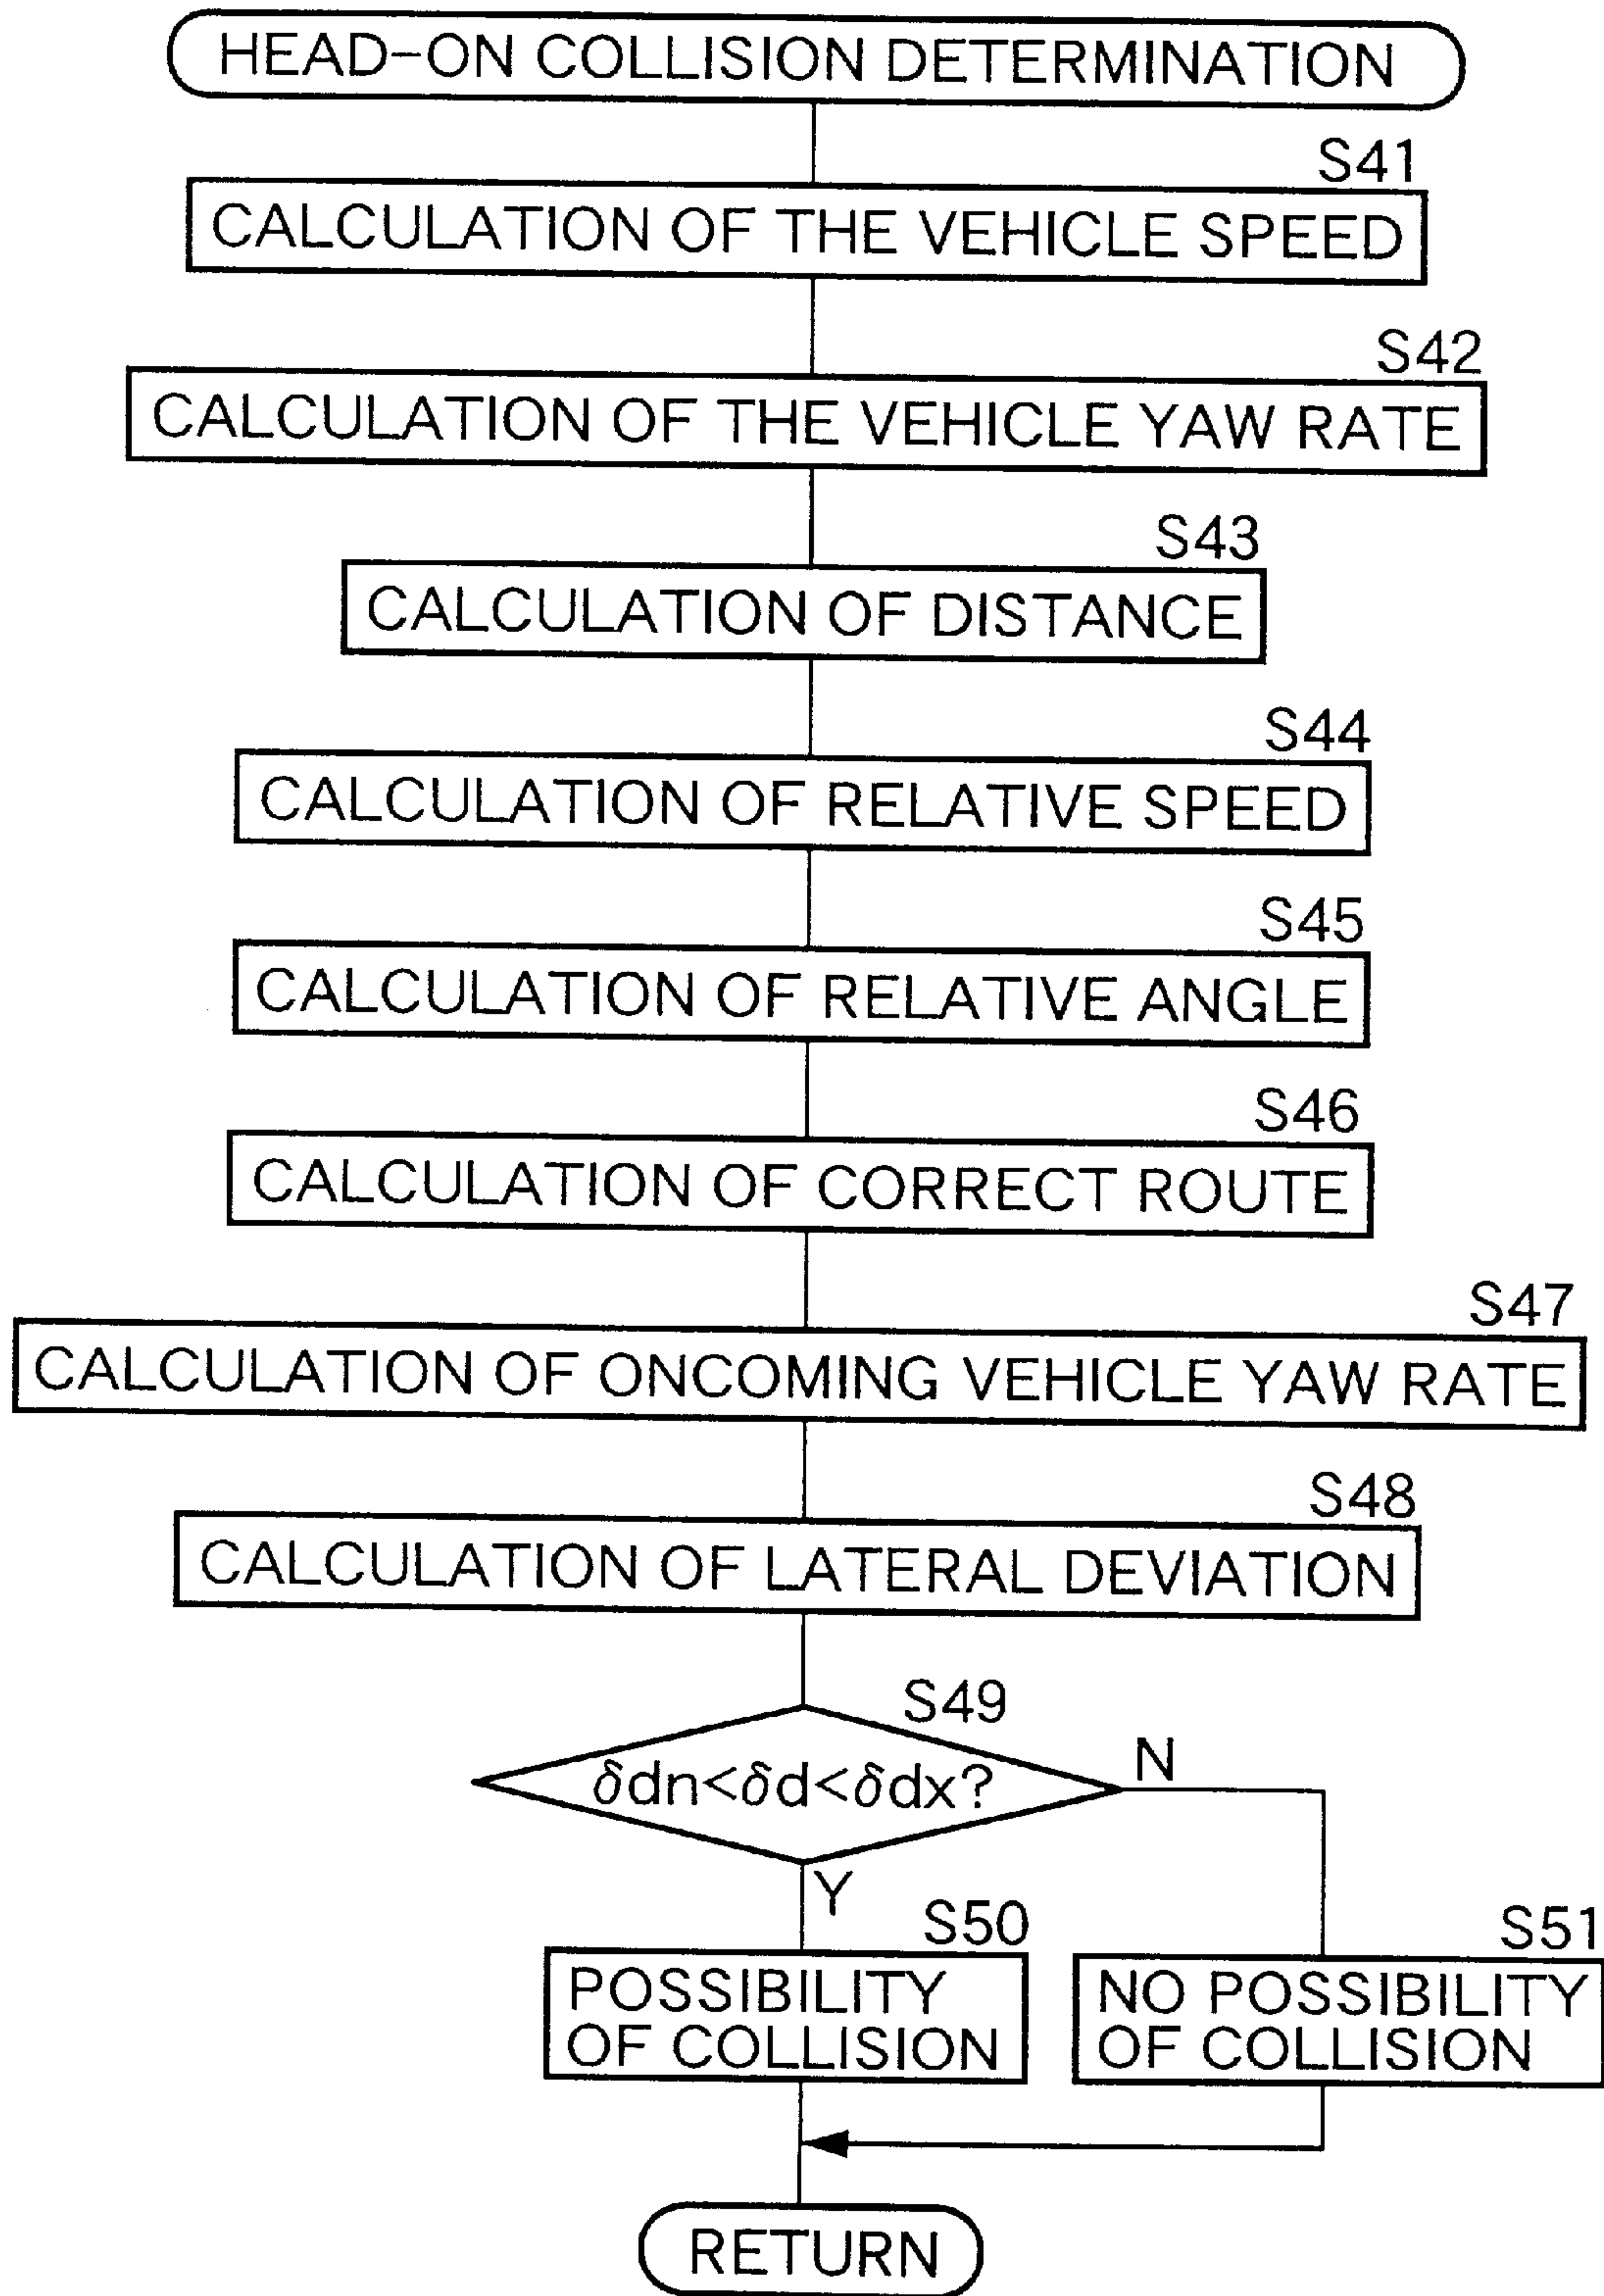 HEAD-ON COLLISION DETERMINATION
S41
CALCULATION OF THE VEHICLE SPEED
S42
CALCULATION OF THE VEHICLE YAW RATE
S43
CALCULATION OF DISTANCE
S44
CALCULATION OF RELATIVE SPEED
S45
CALCULATION OF RELATIVE ANGLE
S46
CALCULATION OF CORRECT ROUTE
S47
CALCULATION OF ONCOMING VEHICLE YAW RATE
S48
CALCULATION OF LATERAL DEVIATION
S49
δdn<δd<δdx?
N
Y
S50
POSSIBILITY
OF COLLISION
S51
NO POSSIBILITY
OF COLLISION
RETURN